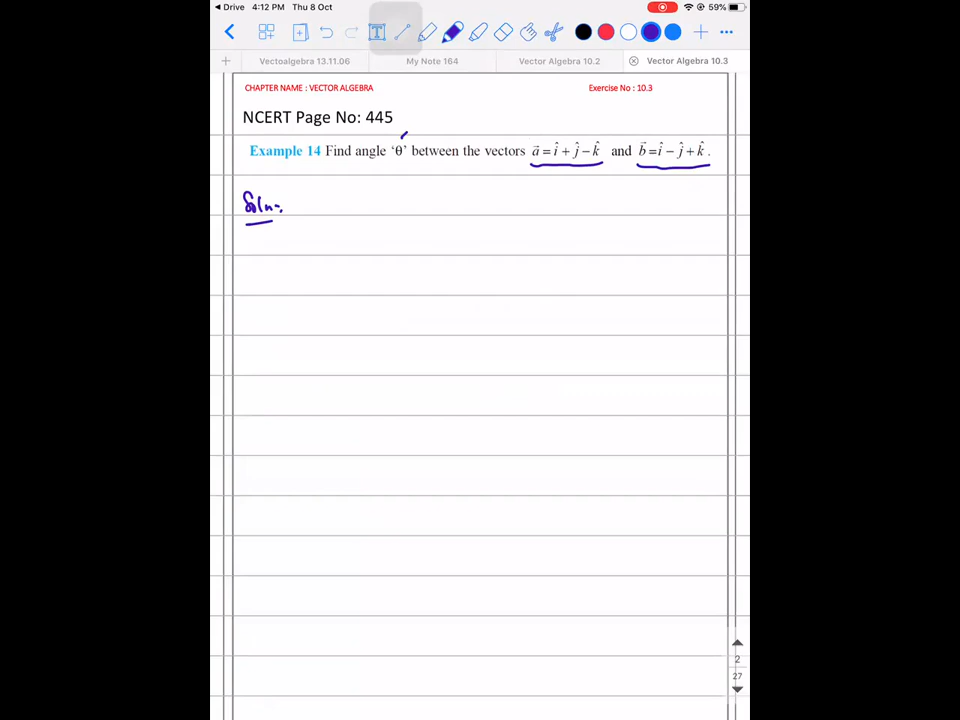 Drive 4:12 PM Thu 8 Oct 59%
T
Vectoalgebra 13.11.06 My Note 164 Vector Algebra 10.2 Vector Algebra 10.3
CHAPTER NAME : VECTOR ALGEBRA Exercise No : 10.3
NCERT Page No: 445
Example 14 Find angle ‘θ’ between the vectors a⃗ = î + ĵ − k̂ and b⃗ = î − ĵ + k̂ .
Soln:
2
27